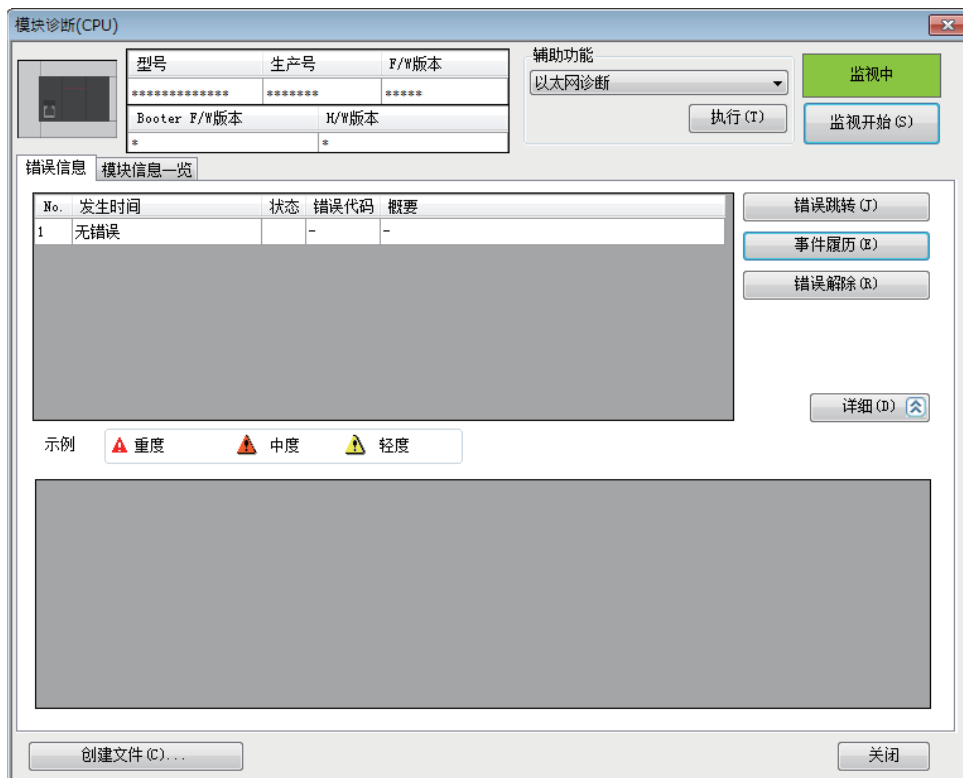 模块诊断(CPU)
型号 生产号 F/W版本
************* ******* *****
Booter F/W版本 H/W版本
* *
辅助功能
以太网诊断
执行(T)
监视中
监视开始(S)
错误信息 模块信息一览
No. 发生时间 状态 错误代码 概要
1 无错误 - -
错误跳转(J)
事件履历(E)
错误解除(R)
详细(D)
示例 重度 中度 轻度
创建文件(C)... 关闭